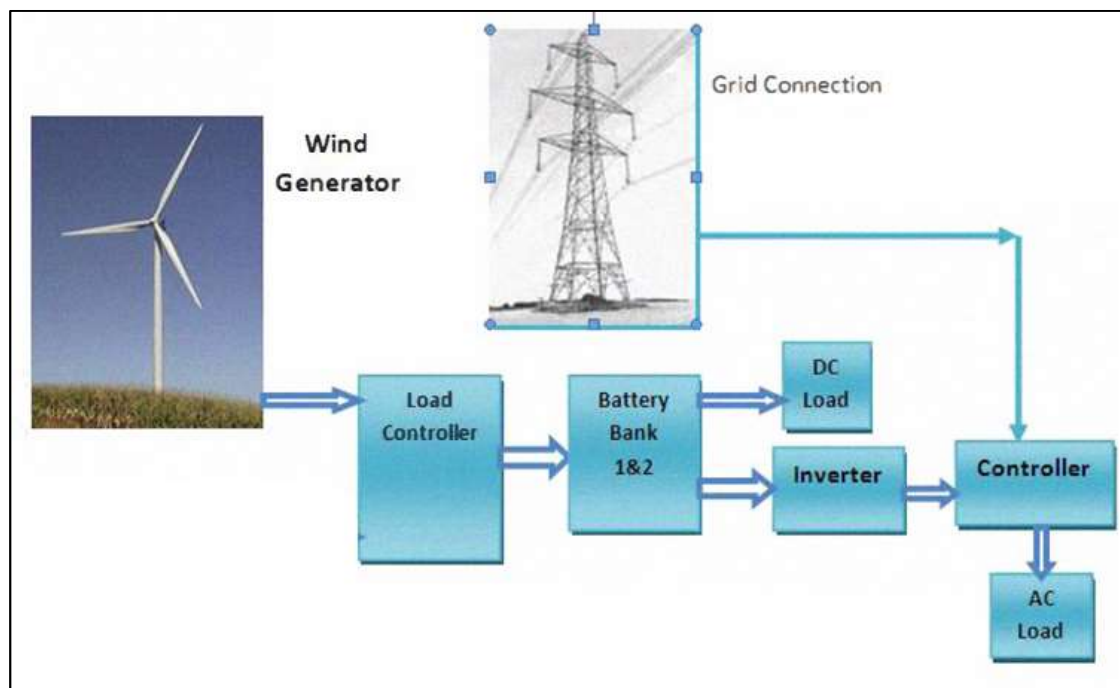 Grid Connection
Wind
Generator
DC
Load
Load
Controller
Battery
Bank
1&2
Inverter
Controller
AC
Load